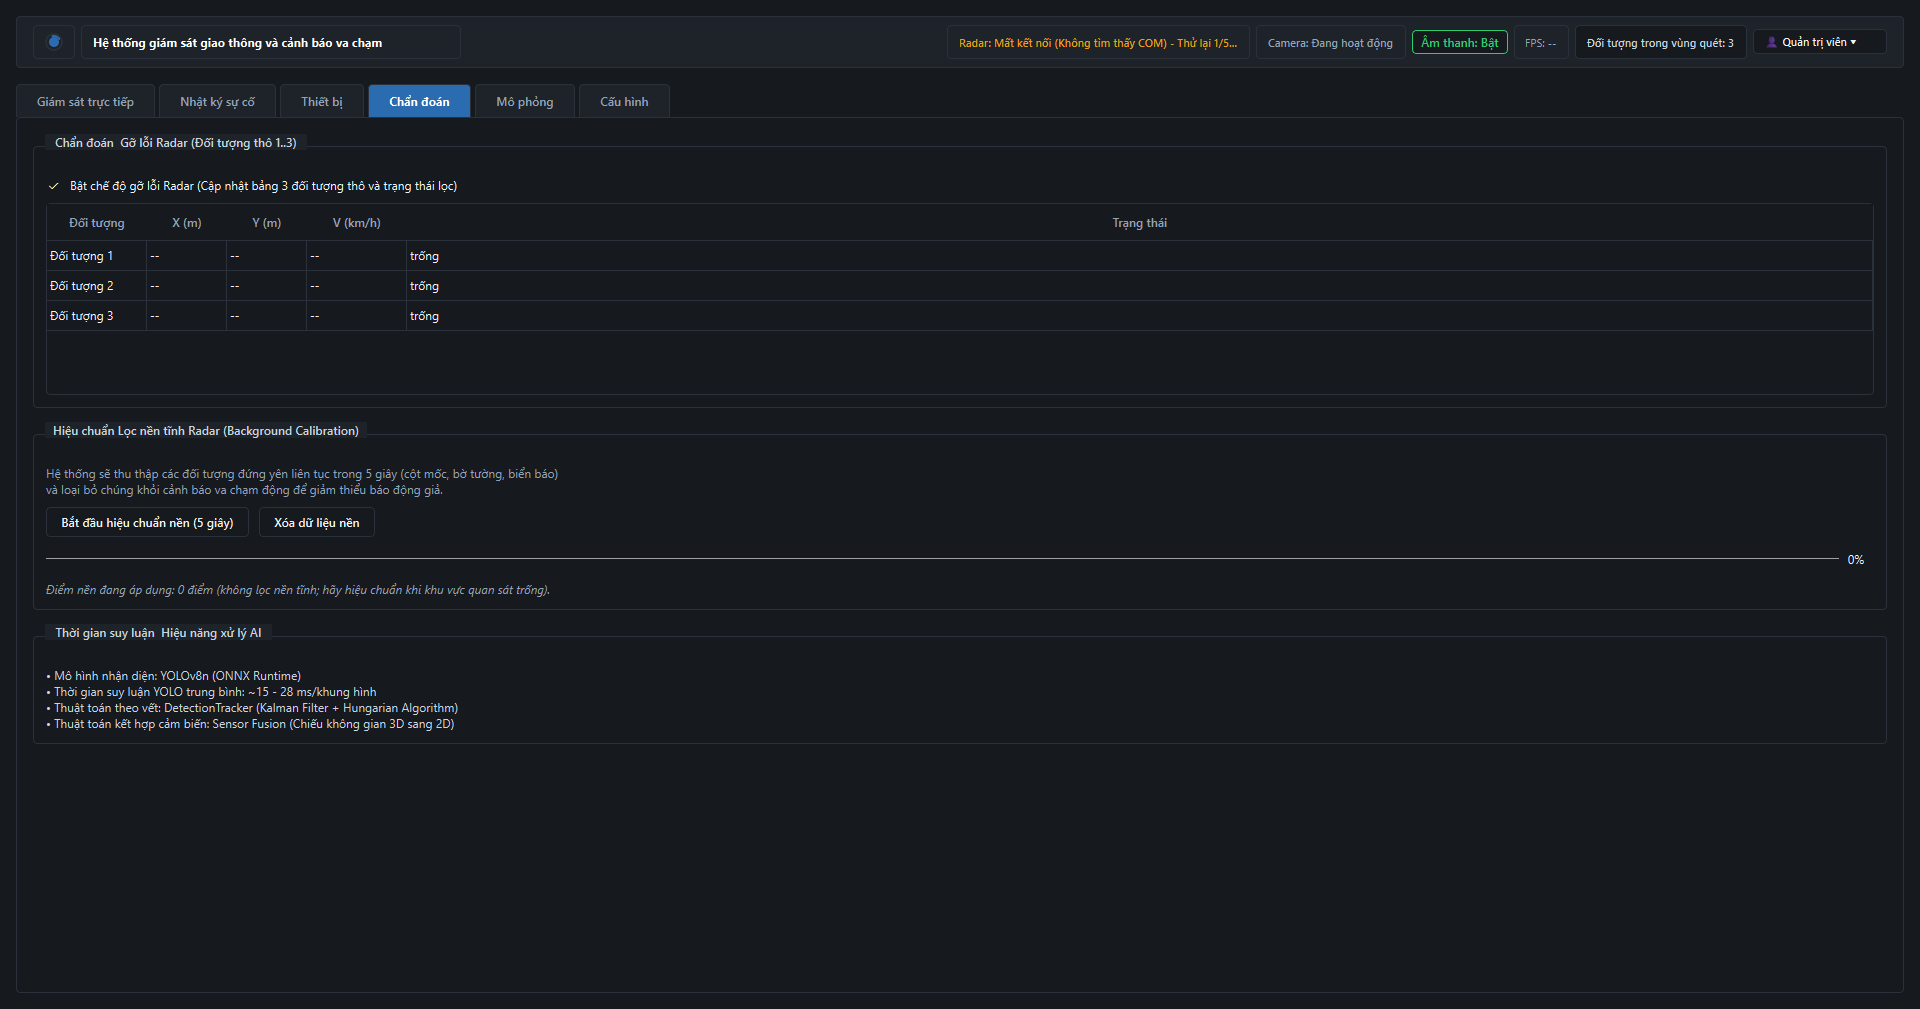 Hệ thống giám sát giao thông và cảnh báo va chạm
Radar: Mất kết nối (Không tìm thấy COM) - Thử lại 1/5...
Camera: Đang hoạt động
Âm thanh: Bật
FPS: --
Đối tượng trong vùng quét: 3
Quản trị viên ▾
Giám sát trực tiếp
Nhật ký sự cố
Thiết bị
Chẩn đoán
Mô phỏng
Cấu hình
Chẩn đoán  Gỡ lỗi Radar (Đối tượng thô 1..3)
✓ Bật chế độ gỡ lỗi Radar (Cập nhật bảng 3 đối tượng thô và trạng thái lọc)
Đối tượng X (m) Y (m) V (km/h) Trạng thái
Đối tượng 1 -- -- -- trống
Đối tượng 2 -- -- -- trống
Đối tượng 3 -- -- -- trống
Hiệu chuẩn Lọc nền tĩnh Radar (Background Calibration)
Hệ thống sẽ thu thập các đối tượng đứng yên liên tục trong 5 giây (cột mốc, bờ tường, biển báo)
và loại bỏ chúng khỏi cảnh báo va chạm động để giảm thiểu báo động giả.
Bắt đầu hiệu chuẩn nền (5 giây)
Xóa dữ liệu nền
0%
Điểm nền đang áp dụng: 0 điểm (không lọc nền tĩnh; hãy hiệu chuẩn khi khu vực quan sát trống).
Thời gian suy luận  Hiệu năng xử lý AI
• Mô hình nhận diện: YOLOv8n (ONNX Runtime)
• Thời gian suy luận YOLO trung bình: ~15 - 28 ms/khung hình
• Thuật toán theo vết: DetectionTracker (Kalman Filter + Hungarian Algorithm)
• Thuật toán kết hợp cảm biến: Sensor Fusion (Chiếu không gian 3D sang 2D)